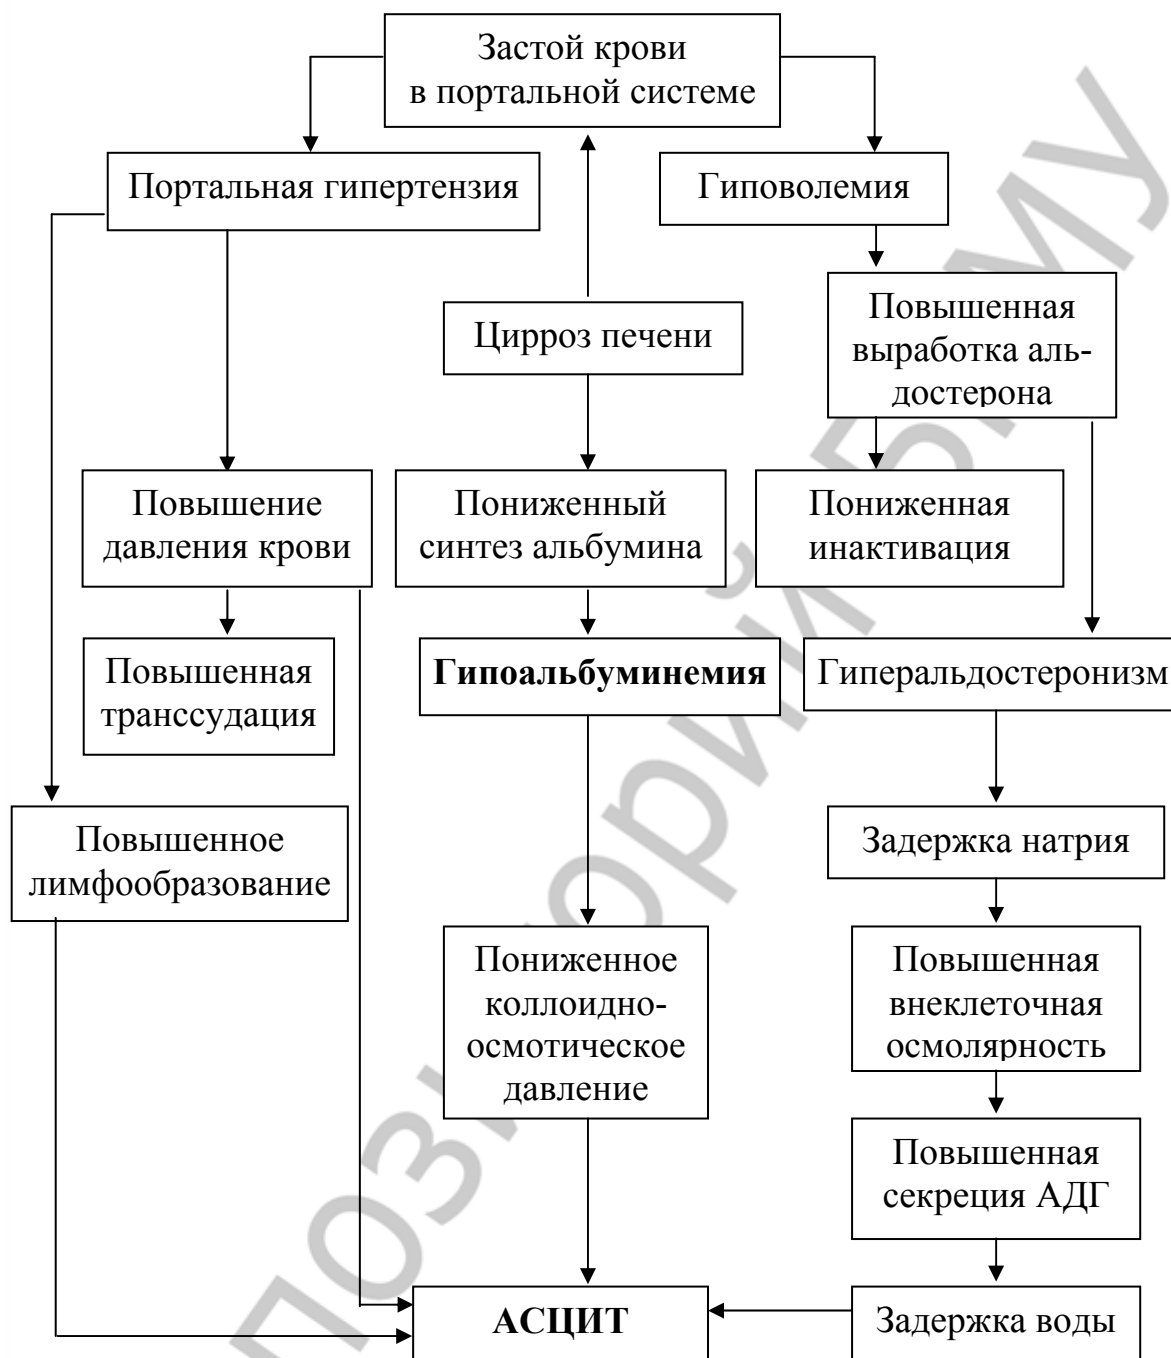 Застой крови
в портальной системе
Портальная гипертензия
Гиповолемия
Цирроз печени
Повышенная
выработка аль-
достерона
Повышение
давления крови
Пониженный
синтез альбумина
Пониженная
инактивация
Повышенная
транссудация
Гипоальбуминемия
Гиперальдостеронизм
Повышенное
лимфообразование
Задержка натрия
Пониженное
коллоидно-
осмотическое
давление
Повышенная
внеклеточная
осмолярность
Повышенная
секреция АДГ
АСЦИТ
Задержка воды